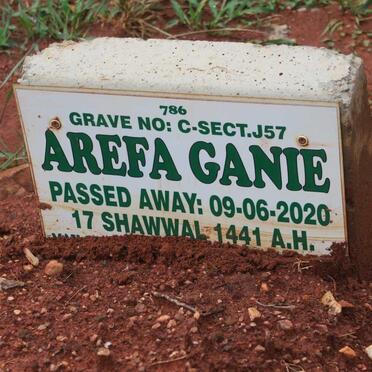 786
GRAVE NO: C-SECT.J57
AREFA GANIE
PASSED AWAY: 09-06-2020
17 SHAWWAL 1441 A.H.